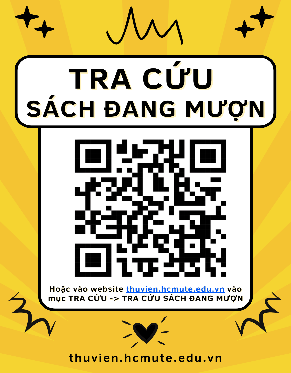 TRA CỨU
SÁCH ĐANG MƯỢN
Hoặc vào website thuvien.hcmute.edu.vn vào
mục TRA CỨU -> TRA CỨU SÁCH ĐANG MƯỢN
thuvien.hcmute.edu.vn